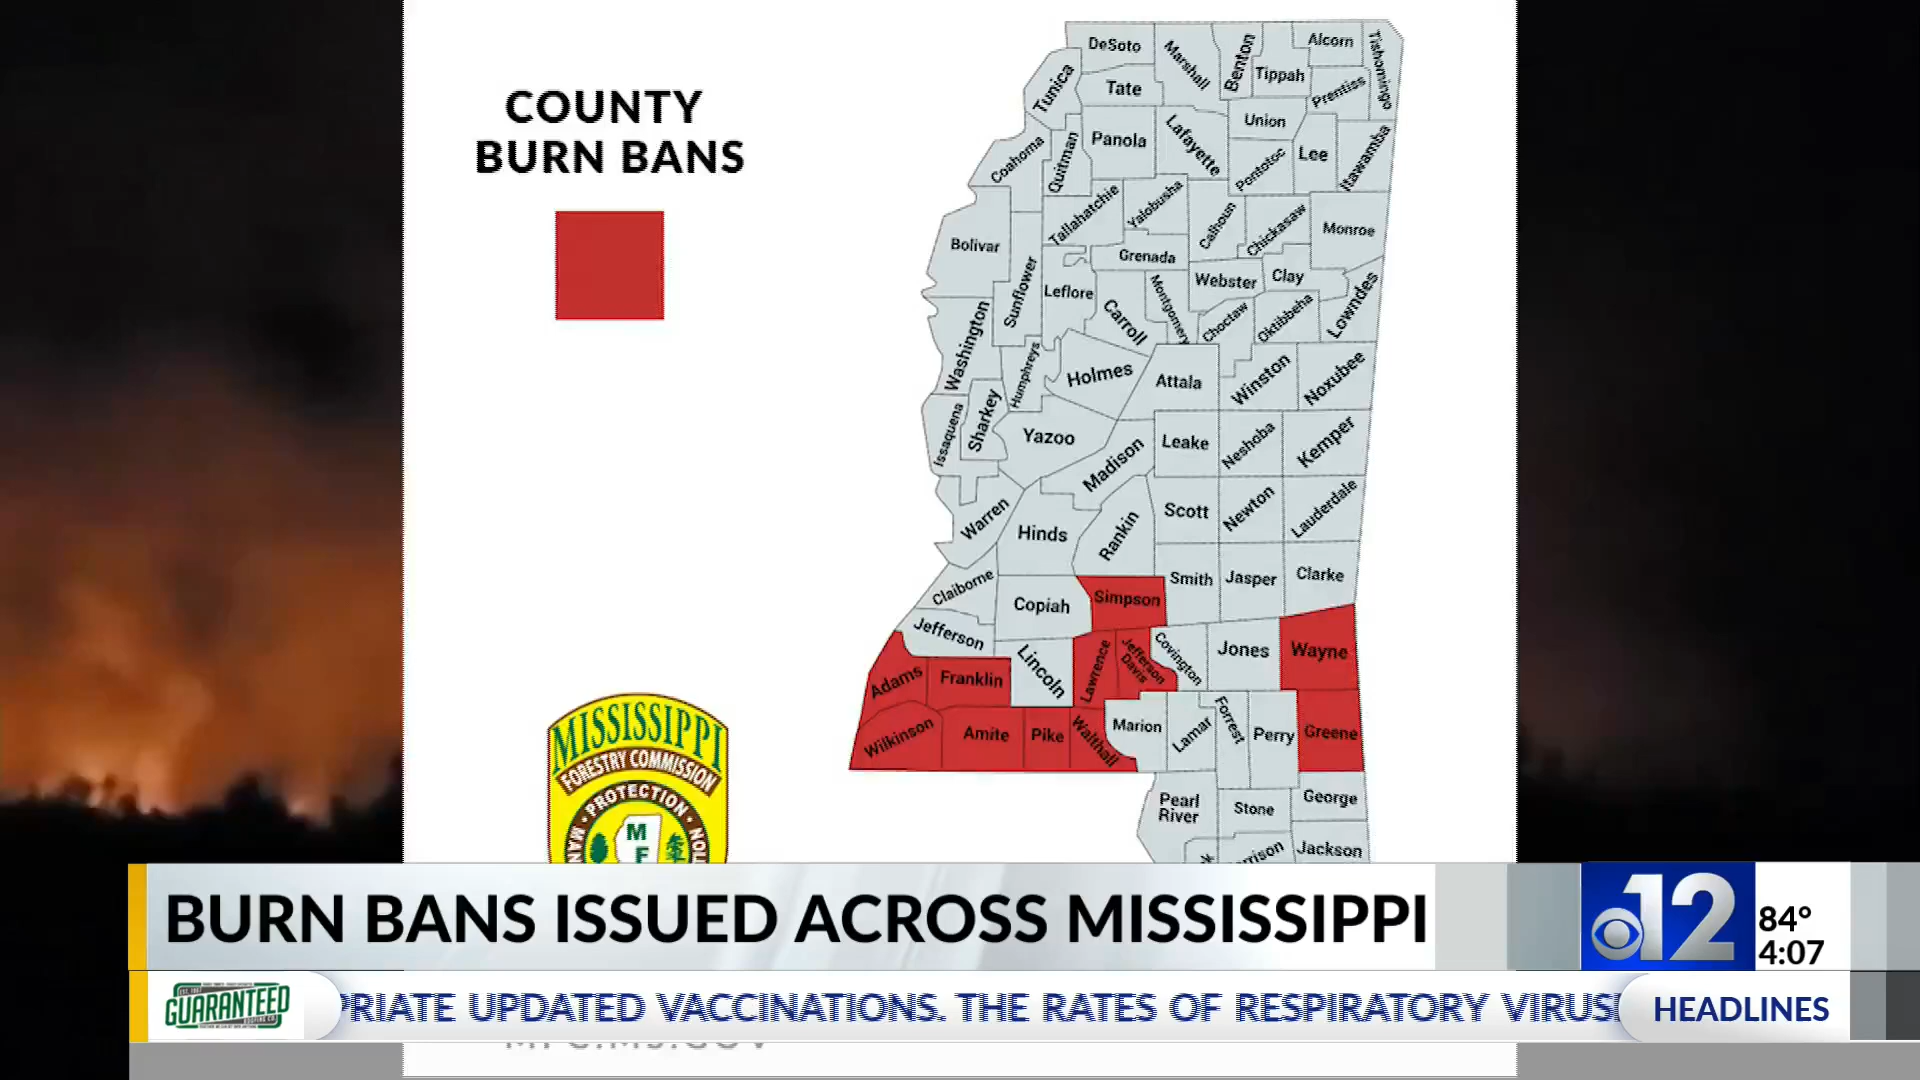 COUNTY
BURN BANS
DeSoto
Marshall
Benton
Alcorn
Tishomingo
Tunica
Tate
Tippah
Prentiss
Coahoma
Quitman
Panola
Lafayette
Union
Pontotoc
Lee
Itawamba
Bolivar
Tallahatchie
Yalobusha
Calhoun
Chickasaw
Monroe
Sunflower
Leflore
Grenada
Webster
Clay
Washington
Carroll
Montgomery
Choctaw
Oktibbeha
Lowndes
Humphreys
Holmes
Attala
Winston
Noxubee
Issaquena
Sharkey
Yazoo
Madison
Leake
Neshoba
Kemper
Warren
Hinds
Rankin
Scott
Newton
Lauderdale
Claiborne
Copiah
Simpson
Smith
Jasper
Clarke
Jefferson
Lincoln
Lawrence
Jefferson
Davis
Covington
Jones
Wayne
Adams
Franklin
Wilkinson
Amite
Pike
Walthall
Marion
Lamar
Forrest
Perry
Greene
Pearl
River
Stone
George
rrison
Jackson
MISSISSIPPI
FORESTRY COMMISSION
PROTECTION
M
F
BURN BANS ISSUED ACROSS MISSISSIPPI
12
84°
4:07
GUARANTEED
PRIATE UPDATED VACCINATIONS. THE RATES OF RESPIRATORY VIRUS
HEADLINES